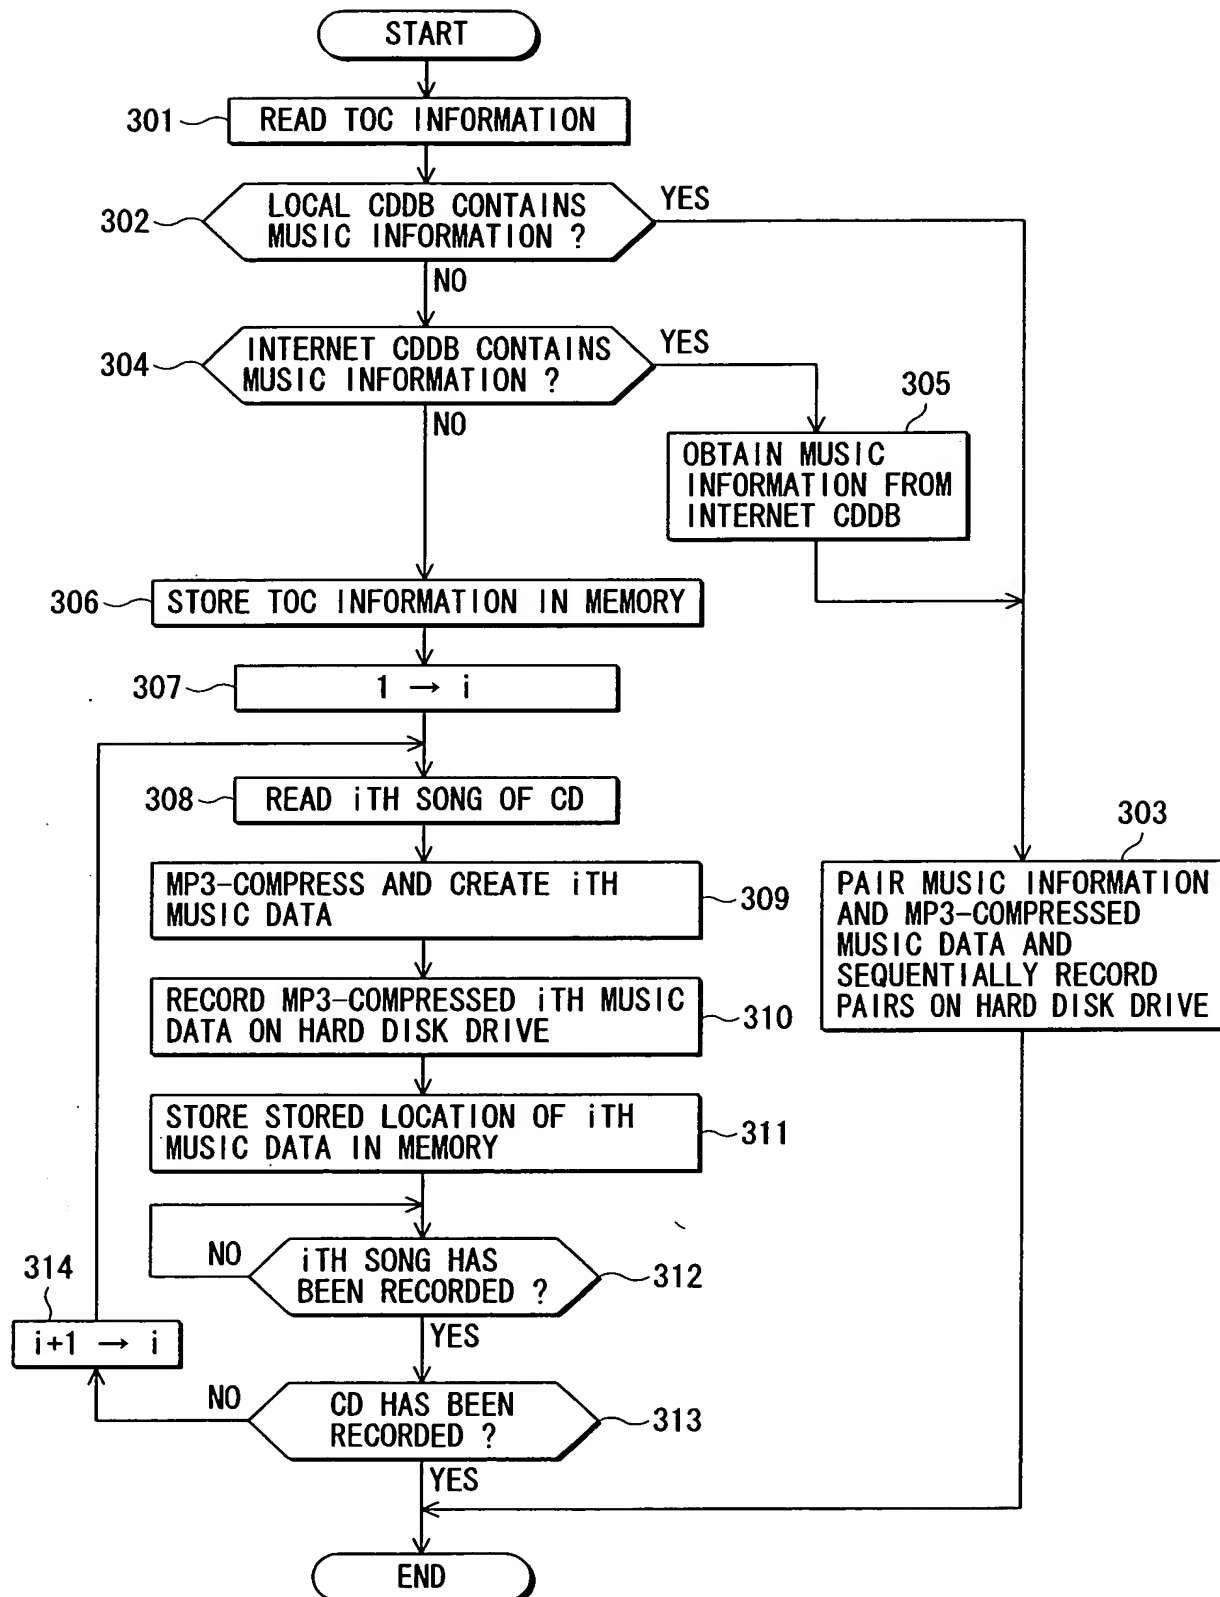 START
301
READ TOC INFORMATION
302
LOCAL CDDB CONTAINS
MUSIC INFORMATION ?
YES
NO
304
INTERNET CDDB CONTAINS
MUSIC INFORMATION ?
YES
NO
305
OBTAIN MUSIC
INFORMATION FROM
INTERNET CDDB
306
STORE TOC INFORMATION IN MEMORY
307
1 → i
308
READ iTH SONG OF CD
303
PAIR MUSIC INFORMATION
AND MP3-COMPRESSED
MUSIC DATA AND
SEQUENTIALLY RECORD
PAIRS ON HARD DISK DRIVE
MP3-COMPRESS AND CREATE iTH
MUSIC DATA
309
RECORD MP3-COMPRESSED iTH MUSIC
DATA ON HARD DISK DRIVE
310
STORE STORED LOCATION OF iTH
MUSIC DATA IN MEMORY
311
NO
iTH SONG HAS
BEEN RECORDED ?
312
YES
314
i+1 → i
NO
CD HAS BEEN
RECORDED ?
313
YES
END